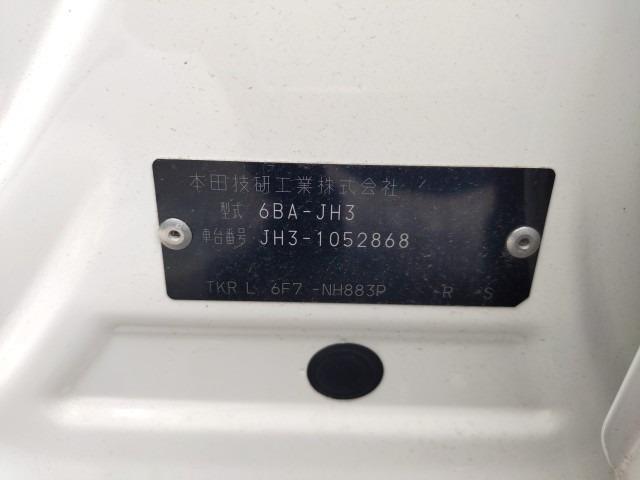 本田技研工業株式会社
型式 6BA-JH3
車台番号 JH3-1052868
TKR L 6F7 -NH883P -R -S